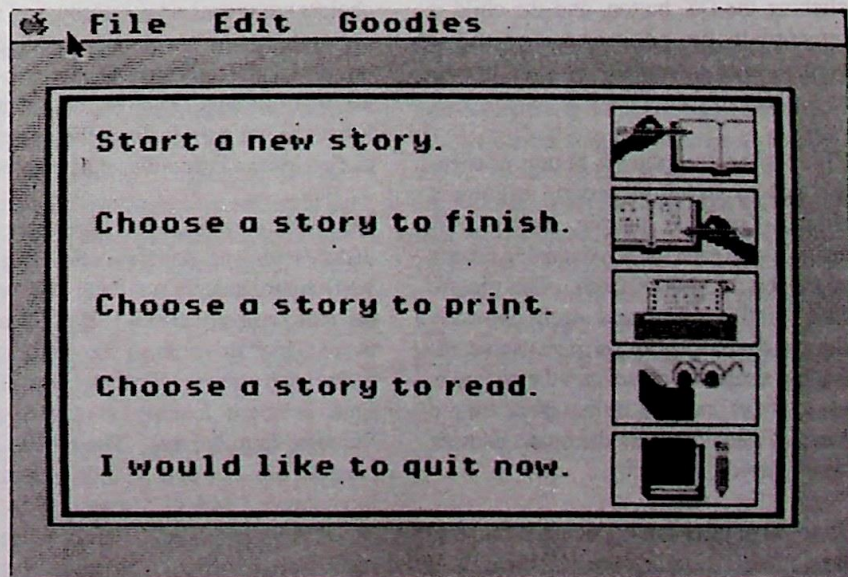 File Edit Goodies
Start a new story.
Choose a story to finish.
Choose a story to print.
Choose a story to read.
I would like to quit now.